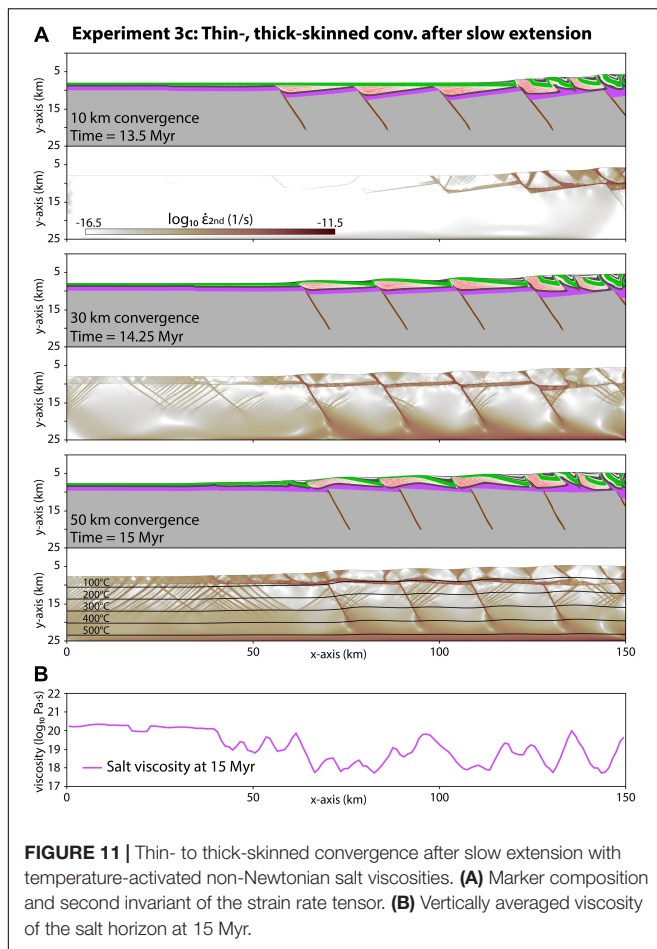 A Experiment 3c: Thin-, thick-skinned conv. after slow extension
y-axis (km)
5
15
25
10 km convergence
Time = 13.5 Myr
y-axis (km)
5
15
25
-16.5 log₁₀ ε̇₂nd (1/s) -11.5
y-axis (km)
5
15
25
30 km convergence
Time = 14.25 Myr
y-axis (km)
5
15
25
y-axis (km)
5
15
25
50 km convergence
Time = 15 Myr
y-axis (km)
5
15
25
100°C
200°C
300°C
400°C
500°C
0 50 100 150
x-axis (km)
B
viscosity (log₁₀ Pa·s)
22
21
20
19
18
17
Salt viscosity at 15 Myr
0 50 100 150
x-axis (km)
FIGURE 11 | Thin- to thick-skinned convergence after slow extension with
temperature-activated non-Newtonian salt viscosities. (A) Marker composition
and second invariant of the strain rate tensor. (B) Vertically averaged viscosity
of the salt horizon at 15 Myr.